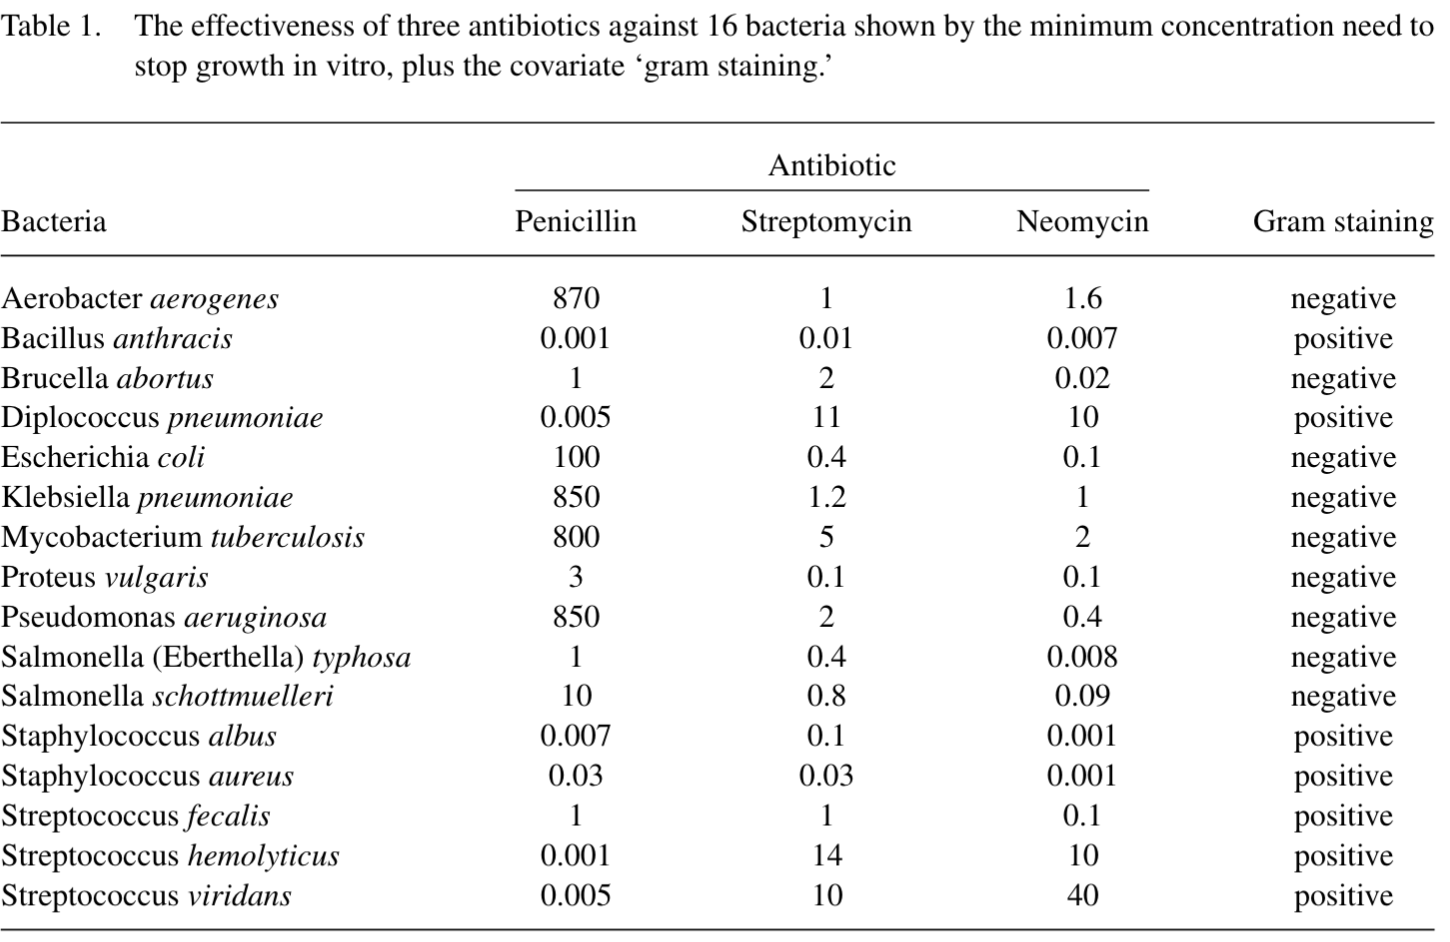 Table 1. The effectiveness of three antibiotics against 16 bacteria shown by the minimum concentration need to
stop growth in vitro, plus the covariate ‘gram staining.’
Antibiotic
Bacteria Penicillin Streptomycin Neomycin Gram staining
Aerobacter aerogenes 870 1 1.6 negative
Bacillus anthracis 0.001 0.01 0.007 positive
Brucella abortus 1 2 0.02 negative
Diplococcus pneumoniae 0.005 11 10 positive
Escherichia coli 100 0.4 0.1 negative
Klebsiella pneumoniae 850 1.2 1 negative
Mycobacterium tuberculosis 800 5 2 negative
Proteus vulgaris 3 0.1 0.1 negative
Pseudomonas aeruginosa 850 2 0.4 negative
Salmonella (Eberthella) typhosa 1 0.4 0.008 negative
Salmonella schottmuelleri 10 0.8 0.09 negative
Staphylococcus albus 0.007 0.1 0.001 positive
Staphylococcus aureus 0.03 0.03 0.001 positive
Streptococcus fecalis 1 1 0.1 positive
Streptococcus hemolyticus 0.001 14 10 positive
Streptococcus viridans 0.005 10 40 positive